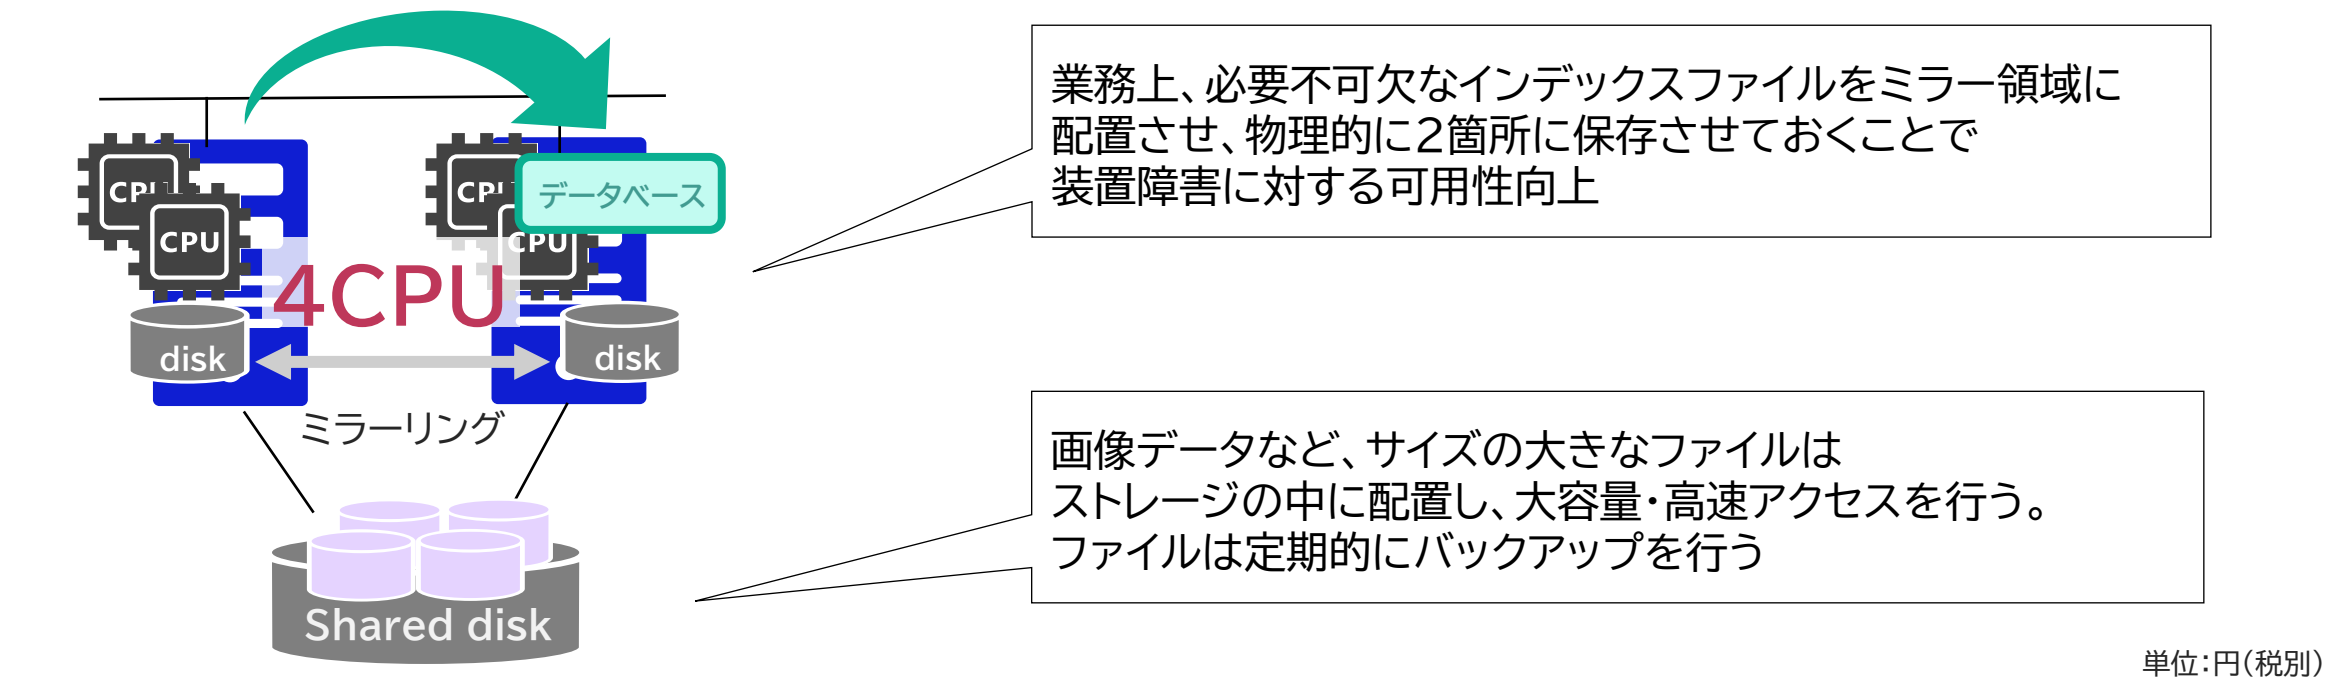 業務上、必要不可欠なインデックスファイルをミラー領域に
配置させ、物理的に2箇所に保存させておくことで
装置障害に対する可用性向上
CPU
CPU
CPU
CPU
データベース
4CPU
disk
disk
ミラーリング
画像データなど、サイズの大きなファイルは
ストレージの中に配置し、大容量・高速アクセスを行う。
ファイルは定期的にバックアップを行う
Shared disk
単位:円(税別)